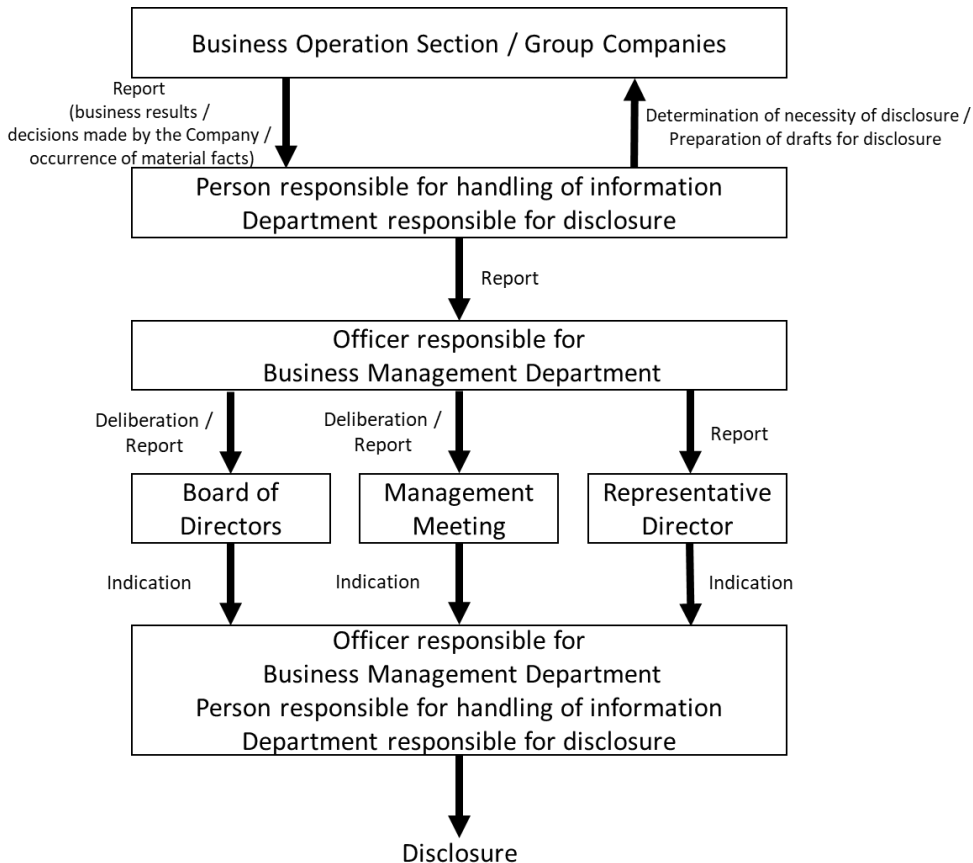 Business Operation Section / Group Companies
Report
(business results /
decisions made by the Company /
occurrence of material facts)
Determination of necessity of disclosure /
Preparation of drafts for disclosure
Person responsible for handling of information
Department responsible for disclosure
Report
Officer responsible for
Business Management Department
Deliberation /
Report
Deliberation /
Report
Report
Board of
Directors
Management
Meeting
Representative
Director
Indication
Indication
Indication
Officer responsible for
Business Management Department
Person responsible for handling of information
Department responsible for disclosure
Disclosure